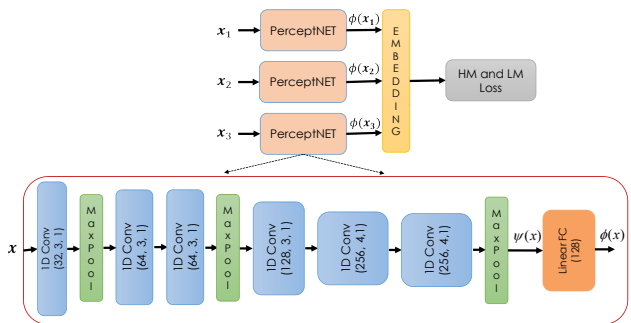 x₁ PerceptNET ϕ(x₁)
x₂ PerceptNET ϕ(x₂)
x₃ PerceptNET ϕ(x₃)
EMBEDDING
HM and LM
Loss
x
1D Conv
(32, 3, 1)
MaxPool
1D Conv
(64, 3, 1)
1D Conv
(64, 3, 1)
MaxPool
1D Conv
(128, 3, 1)
1D Conv
(256, 4,1)
1D Conv
(256, 4,1)
MaxPool
ψ(x)
Linear FC
(128)
ϕ(x)